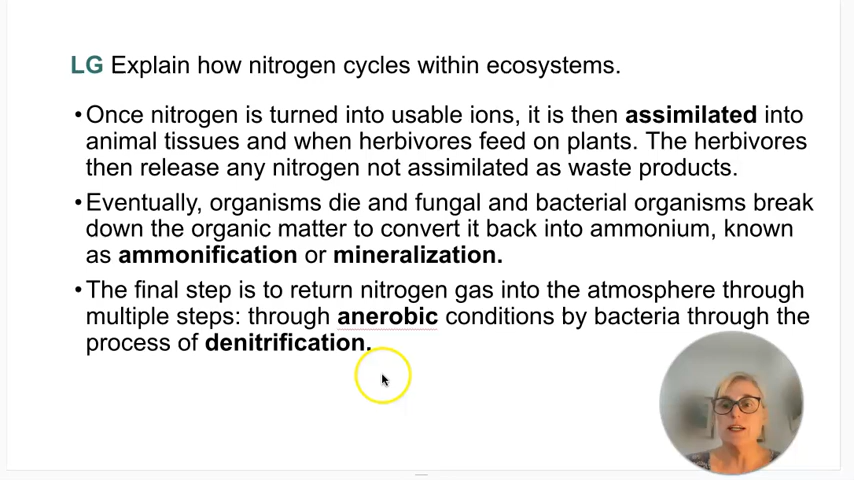 LG Explain how nitrogen cycles within ecosystems.
•Once nitrogen is turned into usable ions, it is then assimilated into
animal tissues and when herbivores feed on plants. The herbivores
then release any nitrogen not assimilated as waste products.
•Eventually, organisms die and fungal and bacterial organisms break
down the organic matter to convert it back into ammonium, known
as ammonification or mineralization.
•The final step is to return nitrogen gas into the atmosphere through
multiple steps: through anerobic conditions by bacteria through the
process of denitrification.